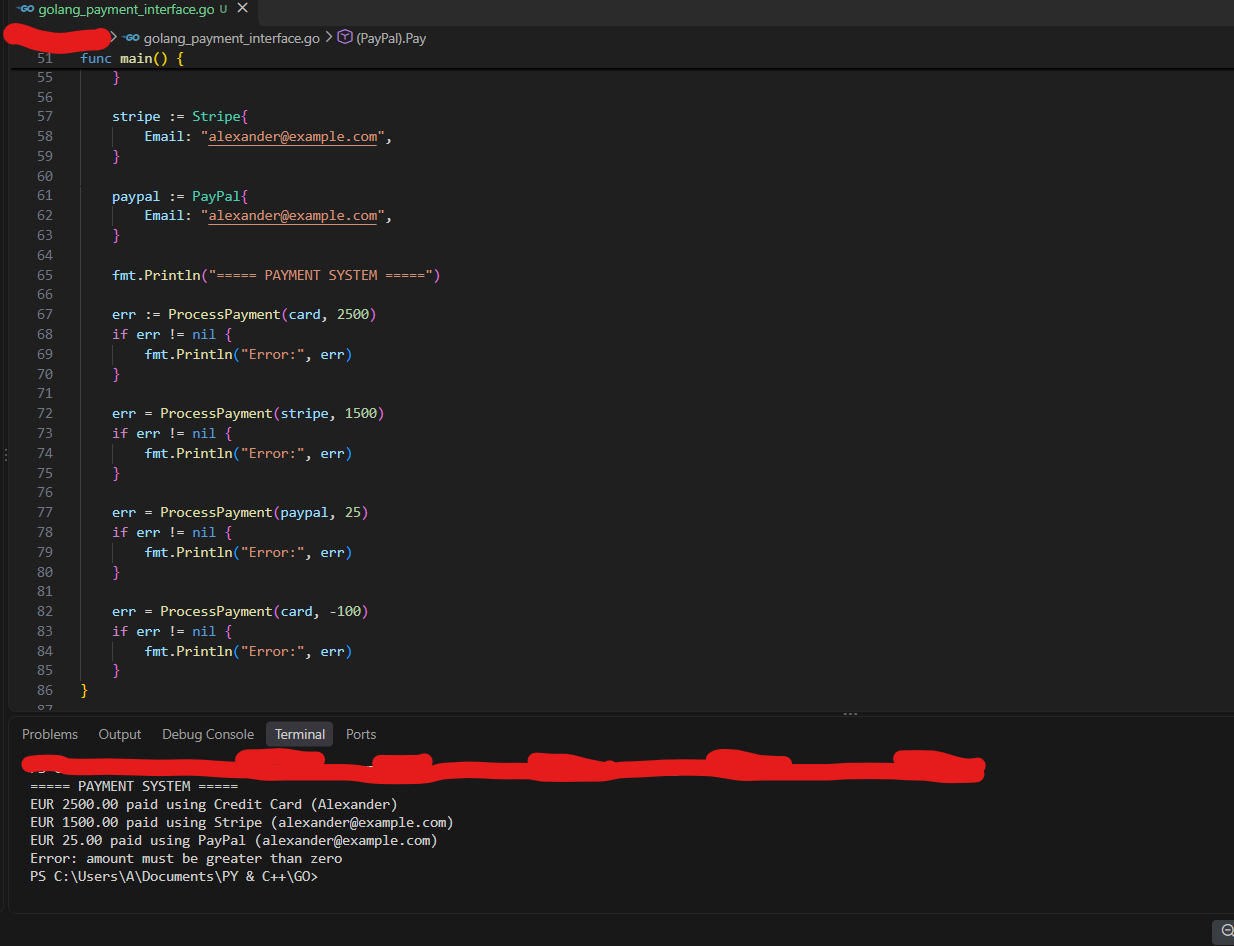 golang_payment_interface.go U
golang_payment_interface.go > (PayPal).Pay
51 func main() {
55 }
56
57 stripe := Stripe{
58 Email: "alexander@example.com",
59 }
60
61 paypal := PayPal{
62 Email: "alexander@example.com",
63 }
64
65 fmt.Println("===== PAYMENT SYSTEM =====")
66
67 err := ProcessPayment(card, 2500)
68 if err != nil {
69 fmt.Println("Error:", err)
70 }
71
72 err = ProcessPayment(stripe, 1500)
73 if err != nil {
74 fmt.Println("Error:", err)
75 }
76
77 err = ProcessPayment(paypal, 25)
78 if err != nil {
79 fmt.Println("Error:", err)
80 }
81
82 err = ProcessPayment(card, -100)
83 if err != nil {
84 fmt.Println("Error:", err)
85 }
86 }
87
Problems Output Debug Console Terminal Ports
===== PAYMENT SYSTEM =====
EUR 2500.00 paid using Credit Card (Alexander)
EUR 1500.00 paid using Stripe (alexander@example.com)
EUR 25.00 paid using PayPal (alexander@example.com)
Error: amount must be greater than zero
PS C:\Users\A\Documents\PY & C++\GO>